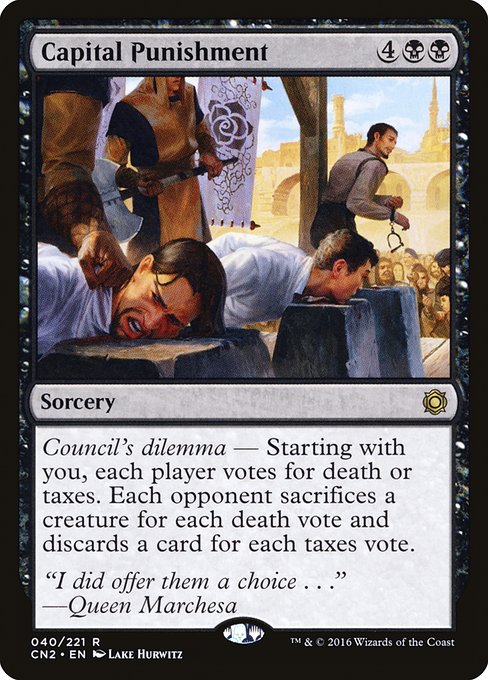 Capital Punishment 4
Sorcery
Council's dilemma — Starting with
you, each player votes for death or
taxes. Each opponent sacrifices a
creature for each death vote and
discards a card for each taxes vote.
"I did offer them a choice . . ."
—Queen Marchesa
040/221 R
CN2 • EN LAKE HURWITZ
™ & © 2016 Wizards of the Coast